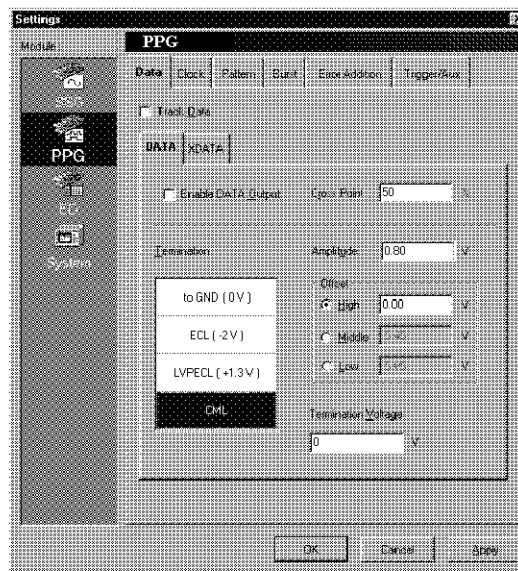 Settings
Module
PPG
Data Clock Pattern Burst Error Addition Trigger/Aux
Track Data
PPG
DATA XDATA
Enable DATA Output Cross Point 50 %
System
Termination Amplitude 0.80 V
to GND ( 0 V )
ECL ( -2 V )
LVPECL ( +1.3 V )
CML
Offset
High 0.00 V
Middle V
Low V
Termination Voltage
0 V
OK Cancel Apply